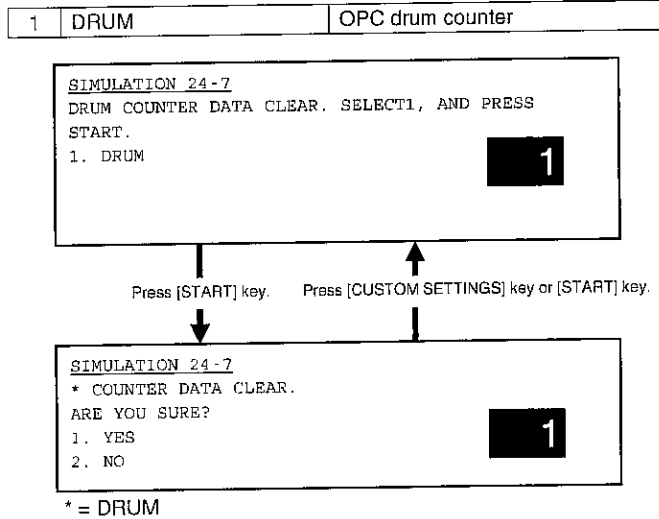 1 DRUM OPC drum counter
SIMULATION 24-7
DRUM COUNTER DATA CLEAR. SELECT1, AND PRESS
START.
1. DRUM
1
Press [START] key. Press [CUSTOM SETTINGS] key or [START] key.
SIMULATION 24-7
* COUNTER DATA CLEAR.
ARE YOU SURE?
1. YES
2. NO
1
* = DRUM